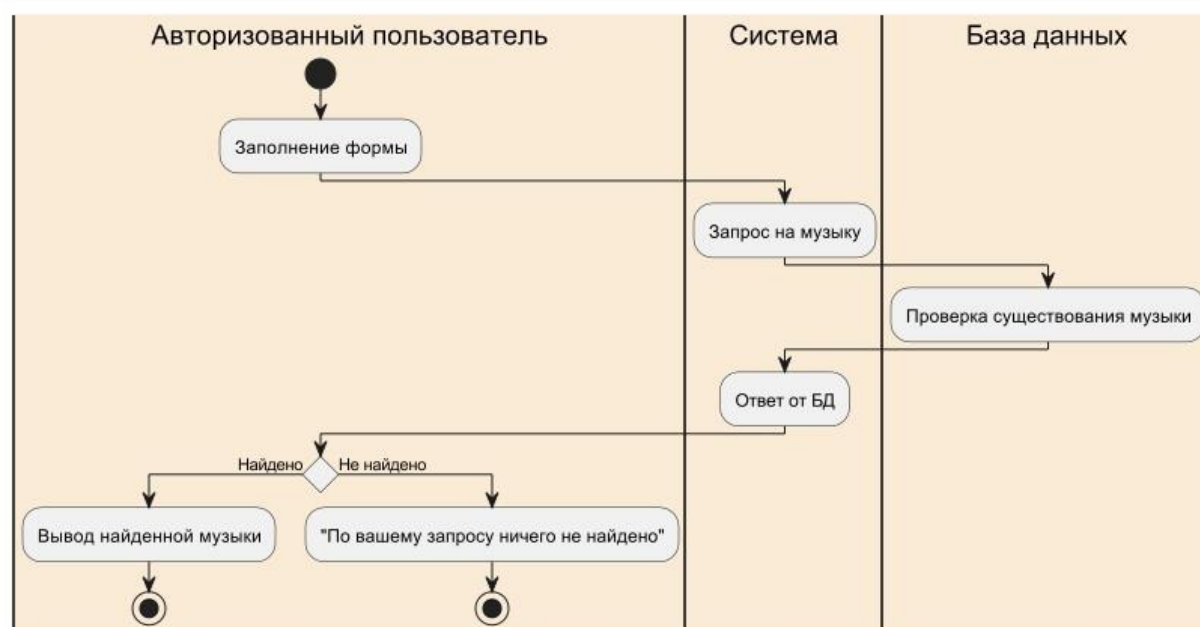 Авторизованный пользователь
Система
База данных
Заполнение формы
Запрос на музыку
Проверка существования музыки
Ответ от БД
Найдено
Не найдено
Вывод найденной музыки
"По вашему запросу ничего не найдено"